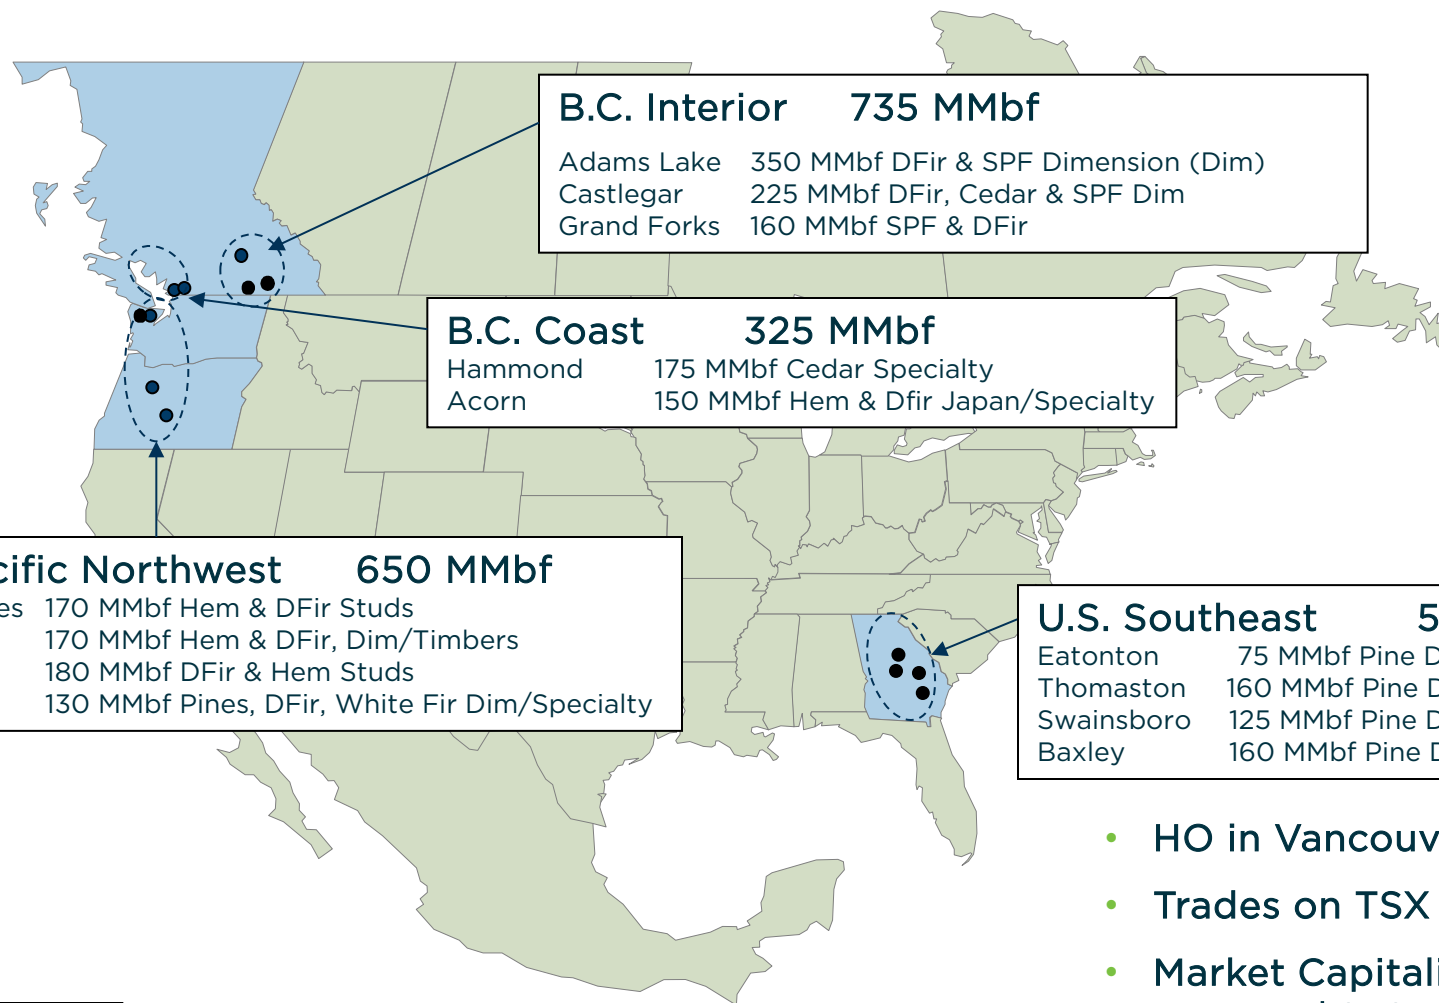 B.C. Interior 735 MMbf
Adams Lake 350 MMbf DFir & SPF Dimension (Dim)
Castlegar 225 MMbf DFir, Cedar & SPF Dim
Grand Forks 160 MMbf SPF & DFir
B.C. Coast 325 MMbf
Hammond 175 MMbf Cedar Specialty
Acorn 150 MMbf Hem & Dfir Japan/Specialty
cific Northwest 650 MMbf
es 170 MMbf Hem & DFir Studs
170 MMbf Hem & DFir, Dim/Timbers
180 MMbf DFir & Hem Studs
130 MMbf Pines, DFir, White Fir Dim/Specialty
U.S. Southeast 5
Eatonton 75 MMbf Pine D
Thomaston 160 MMbf Pine D
Swainsboro 125 MMbf Pine D
Baxley 160 MMbf Pine D
• HO in Vancouv
• Trades on TSX
• Market Capitali